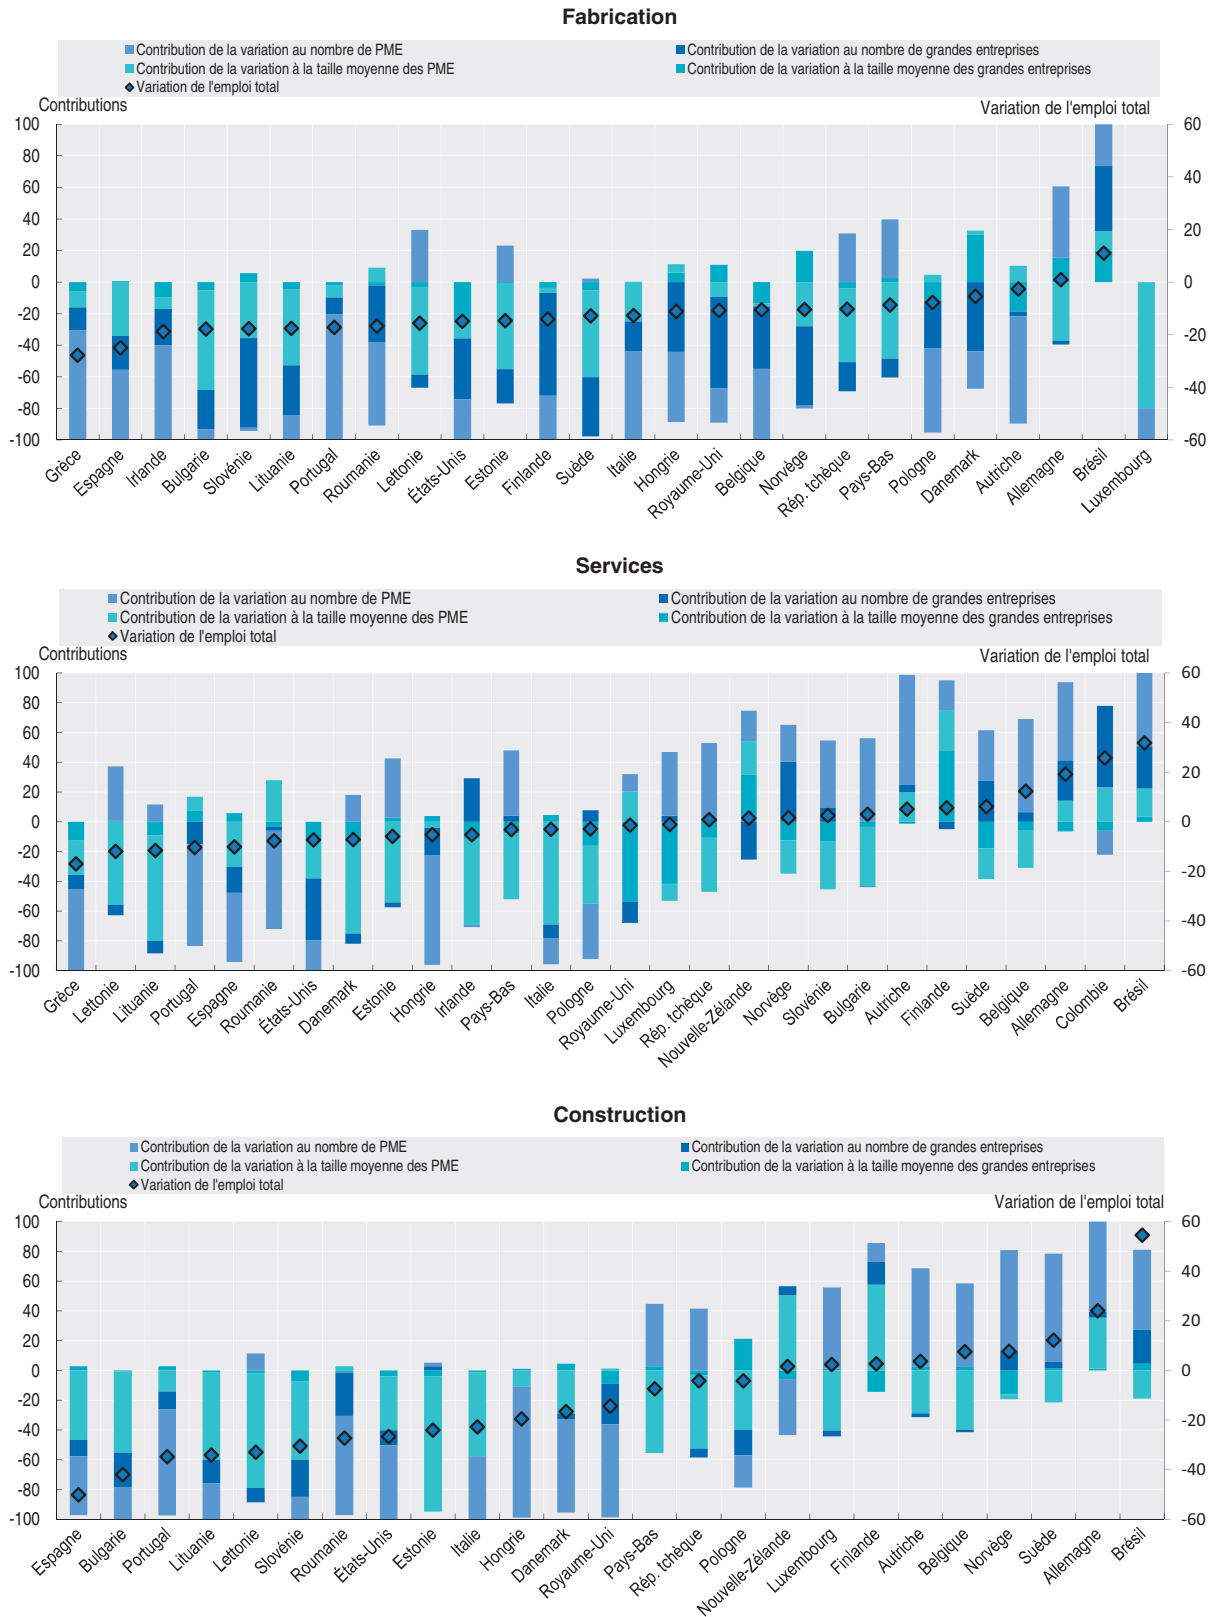 Fabrication
Contribution de la variation au nombre de PME
Contribution de la variation au nombre de grandes entreprises
Contribution de la variation à la taille moyenne des PME
Contribution de la variation à la taille moyenne des grandes entreprises
Variation de l'emploi total
Contributions
Variation de l'emploi total
100 60
80
60 40
40
20 20
0 0
-20
-40 -20
-60
-80 -40
-100 -60
Grèce
Espagne
Irlande
Bulgarie
Slovénie
Lituanie
Portugal
Roumanie
Lettonie
États-Unis
Estonie
Finlande
Suède
Italie
Hongrie
Royaume-Uni
Belgique
Norvège
Rép. tchèque
Pays-Bas
Pologne
Danemark
Autriche
Allemagne
Brésil
Luxembourg
Services
Contribution de la variation au nombre de PME
Contribution de la variation au nombre de grandes entreprises
Contribution de la variation à la taille moyenne des PME
Contribution de la variation à la taille moyenne des grandes entreprises
Variation de l'emploi total
Contributions
Variation de l'emploi total
100 60
80
60 40
40
20 20
0 0
-20
-40 -20
-60
-80 -40
-100 -60
Grèce
Lettonie
Lituanie
Portugal
Espagne
Roumanie
États-Unis
Danemark
Estonie
Hongrie
Irlande
Pays-Bas
Italie
Pologne
Royaume-Uni
Luxembourg
Rép. tchèque
Nouvelle-Zélande
Norvège
Slovénie
Bulgarie
Autriche
Finlande
Suède
Belgique
Allemagne
Colombie
Brésil
Construction
Contribution de la variation au nombre de PME
Contribution de la variation au nombre de grandes entreprises
Contribution de la variation à la taille moyenne des PME
Contribution de la variation à la taille moyenne des grandes entreprises
Variation de l'emploi total
Contributions
Variation de l'emploi total
100 60
80
60 40
40
20 20
0 0
-20
-40 -20
-60
-80 -40
-100 -60
Espagne
Bulgarie
Portugal
Lituanie
Lettonie
Slovénie
Roumanie
États-Unis
Estonie
Italie
Hongrie
Danemark
Royaume-Uni
Pays-Bas
Rép. tchèque
Pologne
Nouvelle-Zélande
Luxembourg
Finlande
Autriche
Belgique
Norvège
Suède
Allemagne
Brésil